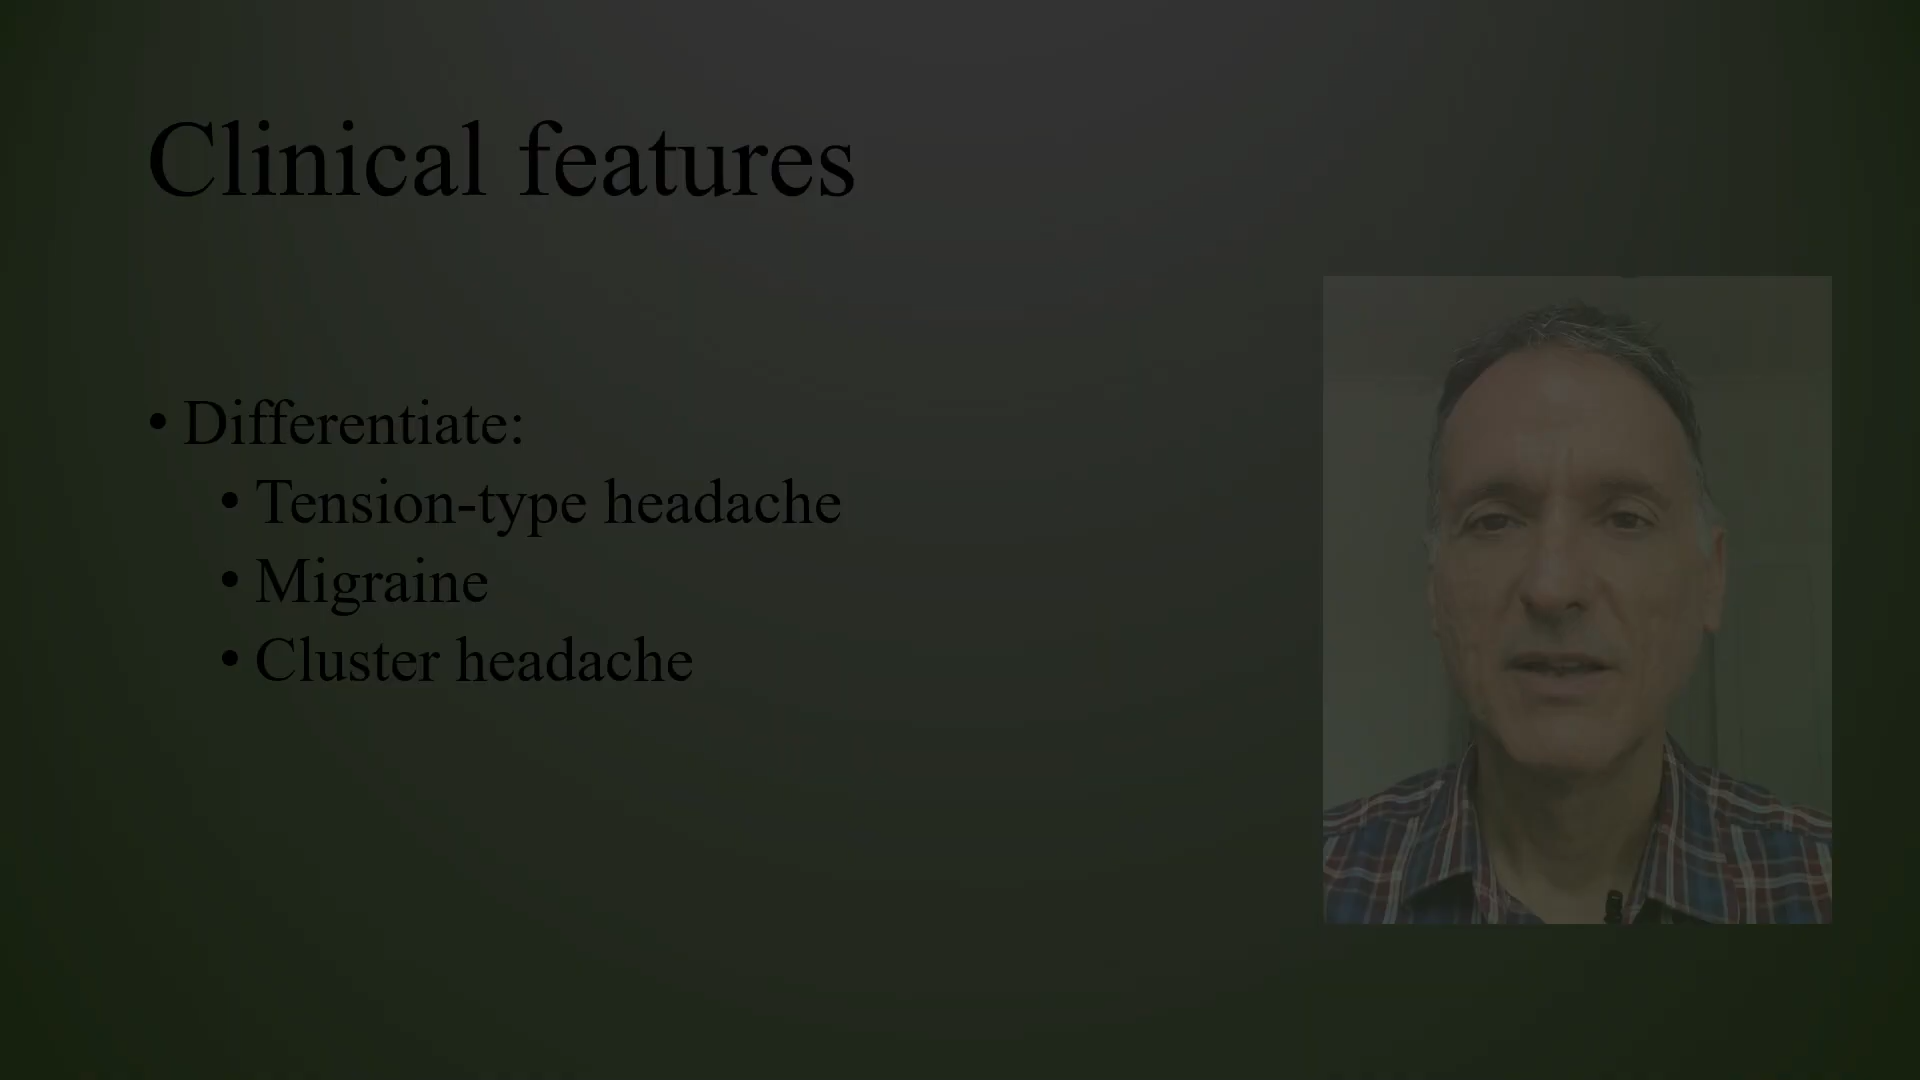 Clinical features
• Differentiate:
• Tension-type headache
• Migraine
• Cluster headache